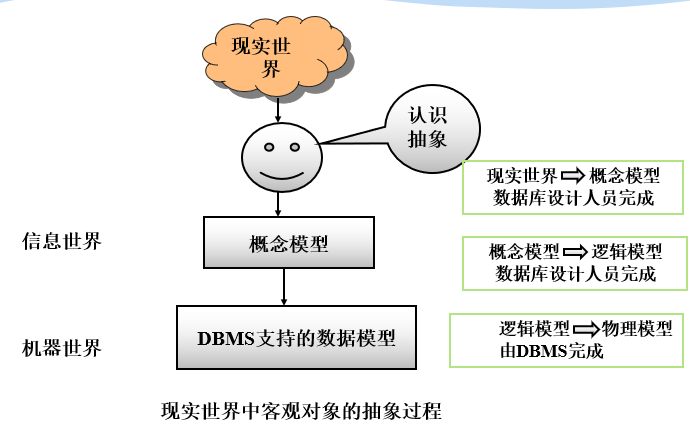 现实世
界
认识
抽象
现实世界⇨概念模型
数据库设计人员完成
信息世界
概念模型
概念模型⇨逻辑模型
数据库设计人员完成
机器世界
DBMS支持的数据模型
逻辑模型⇨物理模型
由DBMS完成
现实世界中客观对象的抽象过程